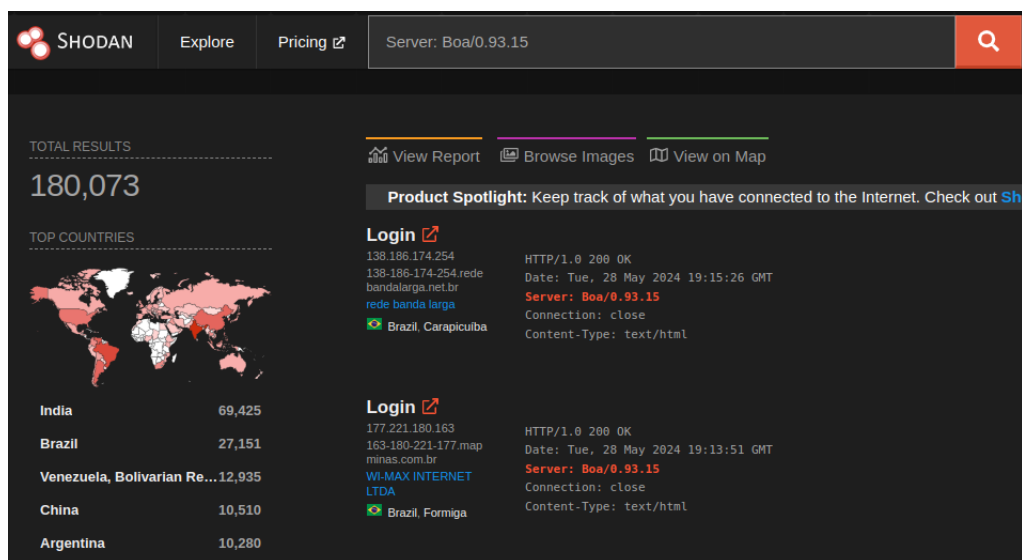 SHODAN Explore Pricing Server: Boa/0.93.15
TOTAL RESULTS
180,073
TOP COUNTRIES
India 69,425
Brazil 27,151
Venezuela, Bolivarian Re... 12,935
China 10,510
Argentina 10,280
View Report Browse Images View on Map
Product Spotlight: Keep track of what you have connected to the Internet. Check out Sh
Login
138.186.174.254
138-186-174-254.rede
bandalarga.net.br
rede banda larga
Brazil, Carapicuíba
HTTP/1.0 200 OK
Date: Tue, 28 May 2024 19:15:26 GMT
Server: Boa/0.93.15
Connection: close
Content-Type: text/html
Login
177.221.180.163
163-180-221-177.map
minas.com.br
WI-MAX INTERNET
LTDA
Brazil, Formiga
HTTP/1.0 200 OK
Date: Tue, 28 May 2024 19:13:51 GMT
Server: Boa/0.93.15
Connection: close
Content-Type: text/html